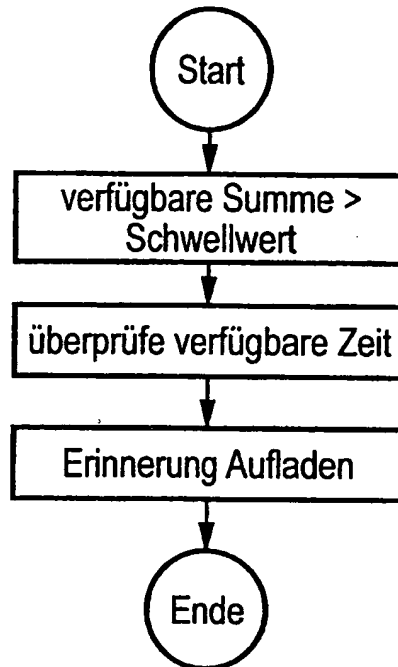 Start
verfügbare Summe >
Schwellwert
überprüfe verfügbare Zeit
Erinnerung Aufladen
Ende